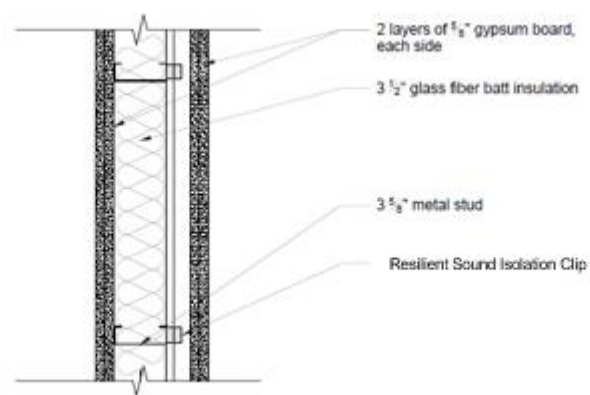 2 layers of ⁵⁄₈" gypsum board,
each side
3 ½" glass fiber batt insulation
3 ⁵⁄₈" metal stud
Resilient Sound Isolation Clip